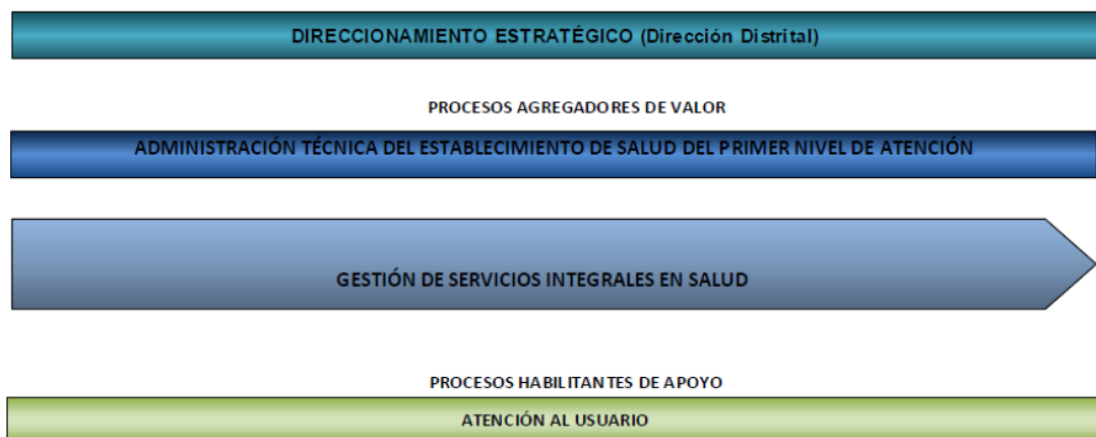 DIRECCIONAMIENTO ESTRATÉGICO (Dirección Distrital)
PROCESOS AGREGADORES DE VALOR
ADMINISTRACIÓN TÉCNICA DEL ESTABLECIMIENTO DE SALUD DEL PRIMER NIVEL DE ATENCIÓN
GESTIÓN DE SERVICIOS INTEGRALES EN SALUD
PROCESOS HABILITANTES DE APOYO
ATENCIÓN AL USUARIO